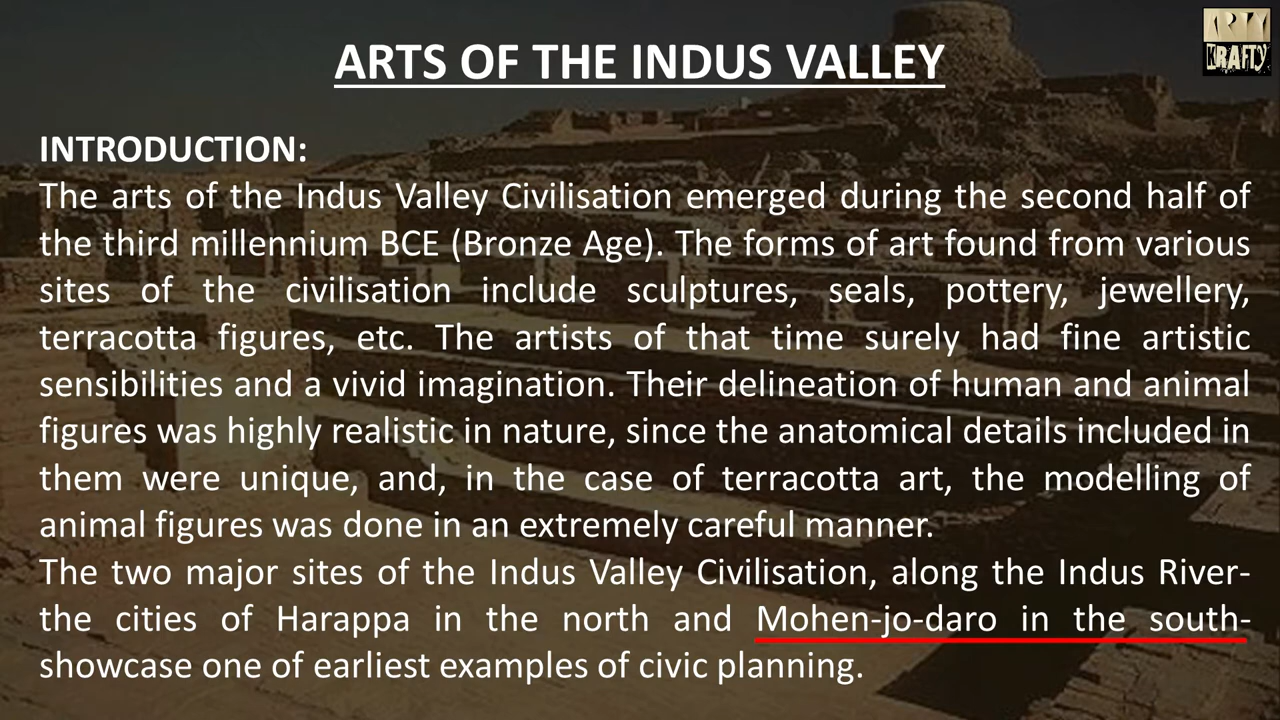 ARTY
KRAFTY
ARTS OF THE INDUS VALLEY
INTRODUCTION:
The arts of the Indus Valley Civilisation emerged during the second half of
the third millennium BCE (Bronze Age). The forms of art found from various
sites of the civilisation include sculptures, seals, pottery, jewellery,
terracotta figures, etc. The artists of that time surely had fine artistic
sensibilities and a vivid imagination. Their delineation of human and animal
figures was highly realistic in nature, since the anatomical details included in
them were unique, and, in the case of terracotta art, the modelling of
animal figures was done in an extremely careful manner.
The two major sites of the Indus Valley Civilisation, along the Indus River-
the cities of Harappa in the north and Mohen-jo-daro in the south-
showcase one of earliest examples of civic planning.